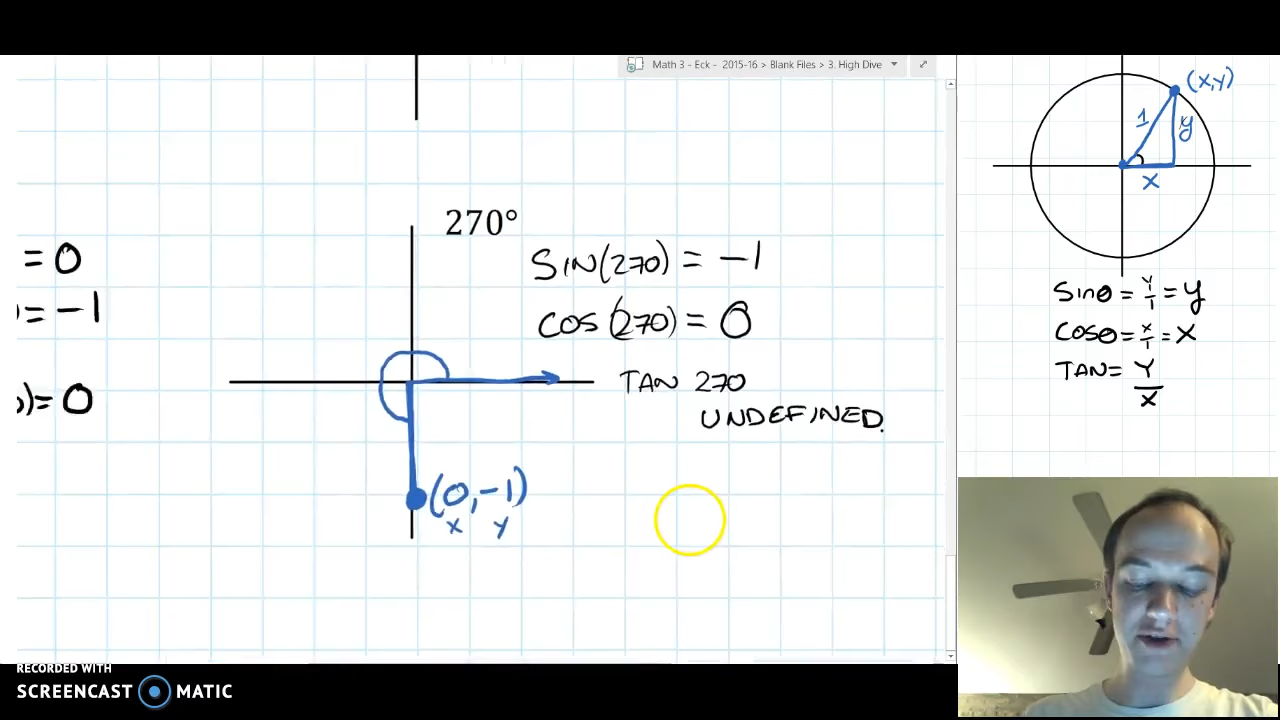 Math 3 - Eck - 2015-16 > Blank Files > 3. High Dive
= 0
= -1
)= 0
270°
SIN(270) = -1
COS(270) = 0
TAN 270
UNDEFINED.
(0,-1)
x y
(x,y)
1
y
x
Sinθ = Y/1 = y
COSθ = x/1 = X
TAN = Y/X
RECORDED WITH
SCREENCAST MATIC